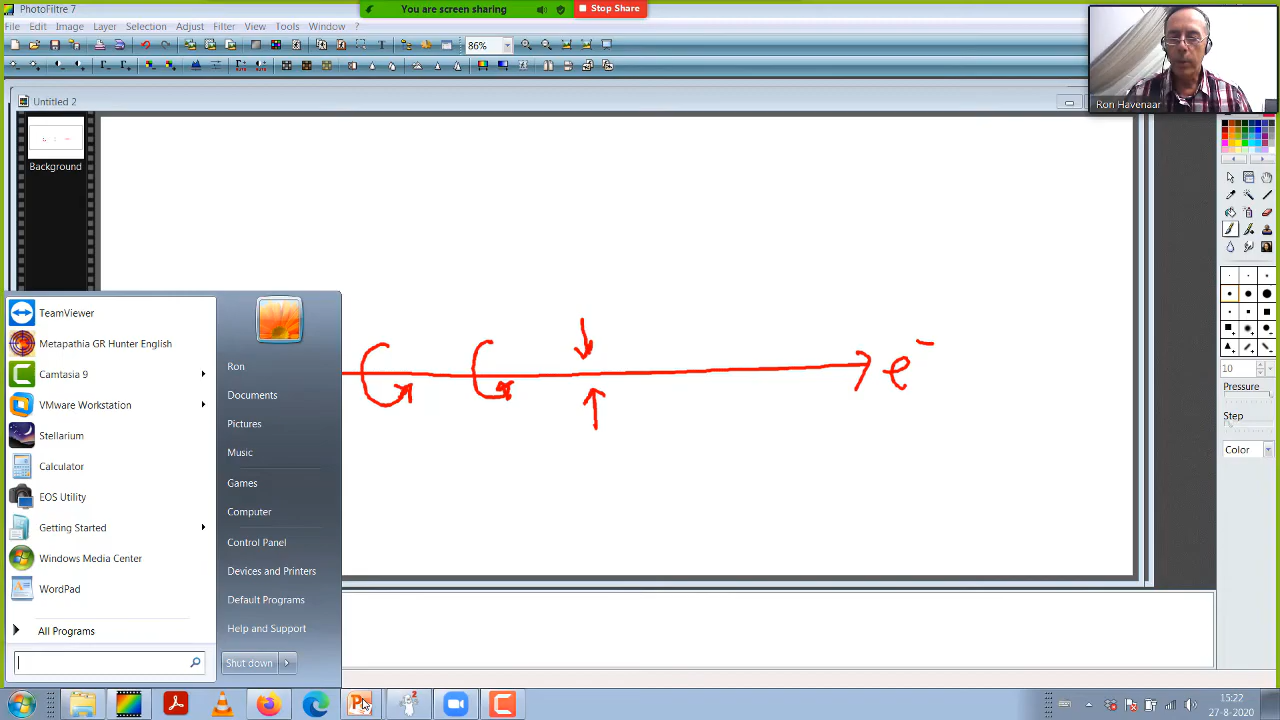 PhotoFiltre 7
You are screen sharing
Stop Share
File Edit Image Layer Selection Adjust Filter View Tools Window ?
86%
Untitled 2
Ron Havenaar
Background
e-
TeamViewer
Metapathia GR Hunter English
Camtasia 9
VMware Workstation
Stellarium
Calculator
EOS Utility
Getting Started
Windows Media Center
WordPad
All Programs
Ron
Documents
Pictures
Music
Games
Computer
Control Panel
Devices and Printers
Default Programs
Help and Support
Shut down
10
Pressure
Step
Color
15:22
27-8-2020